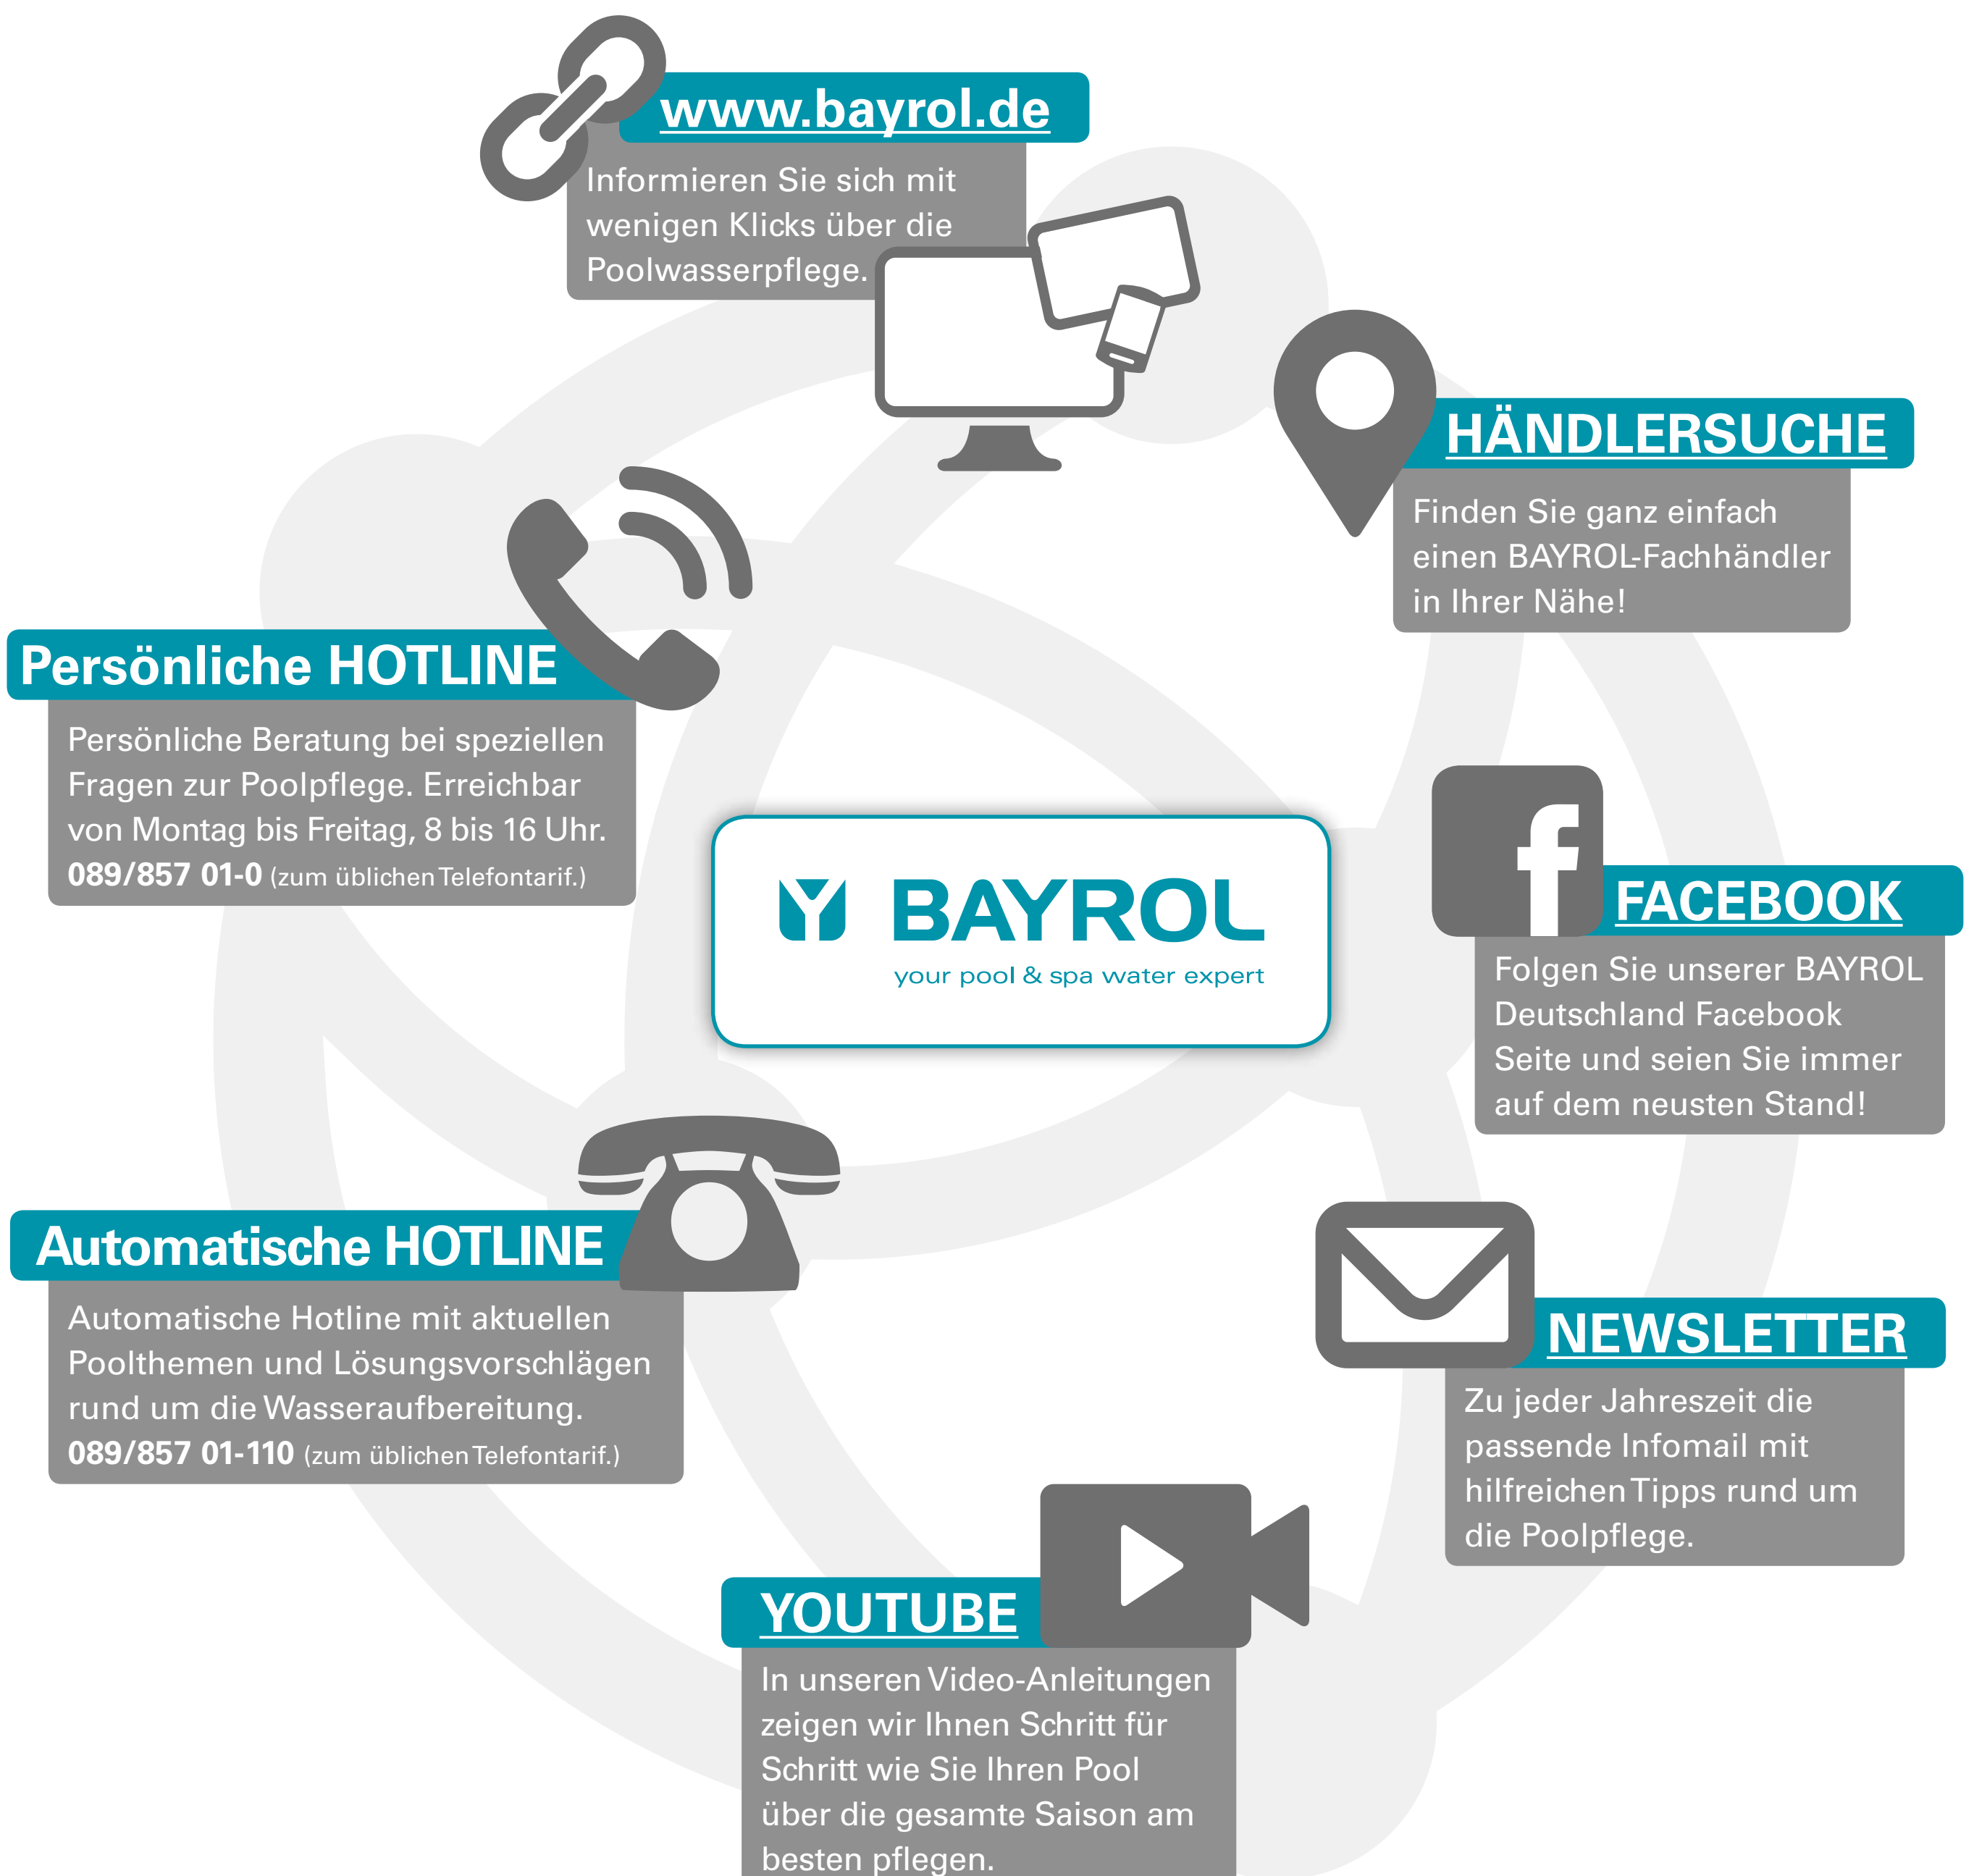 www.bayrol.de
Informieren Sie sich mit
wenigen Klicks über die
Poolwasserpflege.
HÄNDLERSUCHE
Finden Sie ganz einfach
einen BAYROL-Fachhändler
in Ihrer Nähe!
Persönliche HOTLINE
Persönliche Beratung bei speziellen
Fragen zur Poolpflege. Erreichbar
von Montag bis Freitag, 8 bis 16 Uhr.
089/857 01-0 (zum üblichen Telefontarif.)
BAYROL
your pool & spa water expert
FACEBOOK
Folgen Sie unserer BAYROL
Deutschland Facebook
Seite und seien Sie immer
auf dem neusten Stand!
Automatische HOTLINE
Automatische Hotline mit aktuellen
Poolthemen und Lösungsvorschlägen
rund um die Wasseraufbereitung.
089/857 01-110 (zum üblichen Telefontarif.)
NEWSLETTER
Zu jeder Jahreszeit die
passende Infomail mit
hilfreichen Tipps rund um
die Poolpflege.
YOUTUBE
In unseren Video-Anleitungen
zeigen wir Ihnen Schritt für
Schritt wie Sie Ihren Pool
über die gesamte Saison am
besten pflegen.